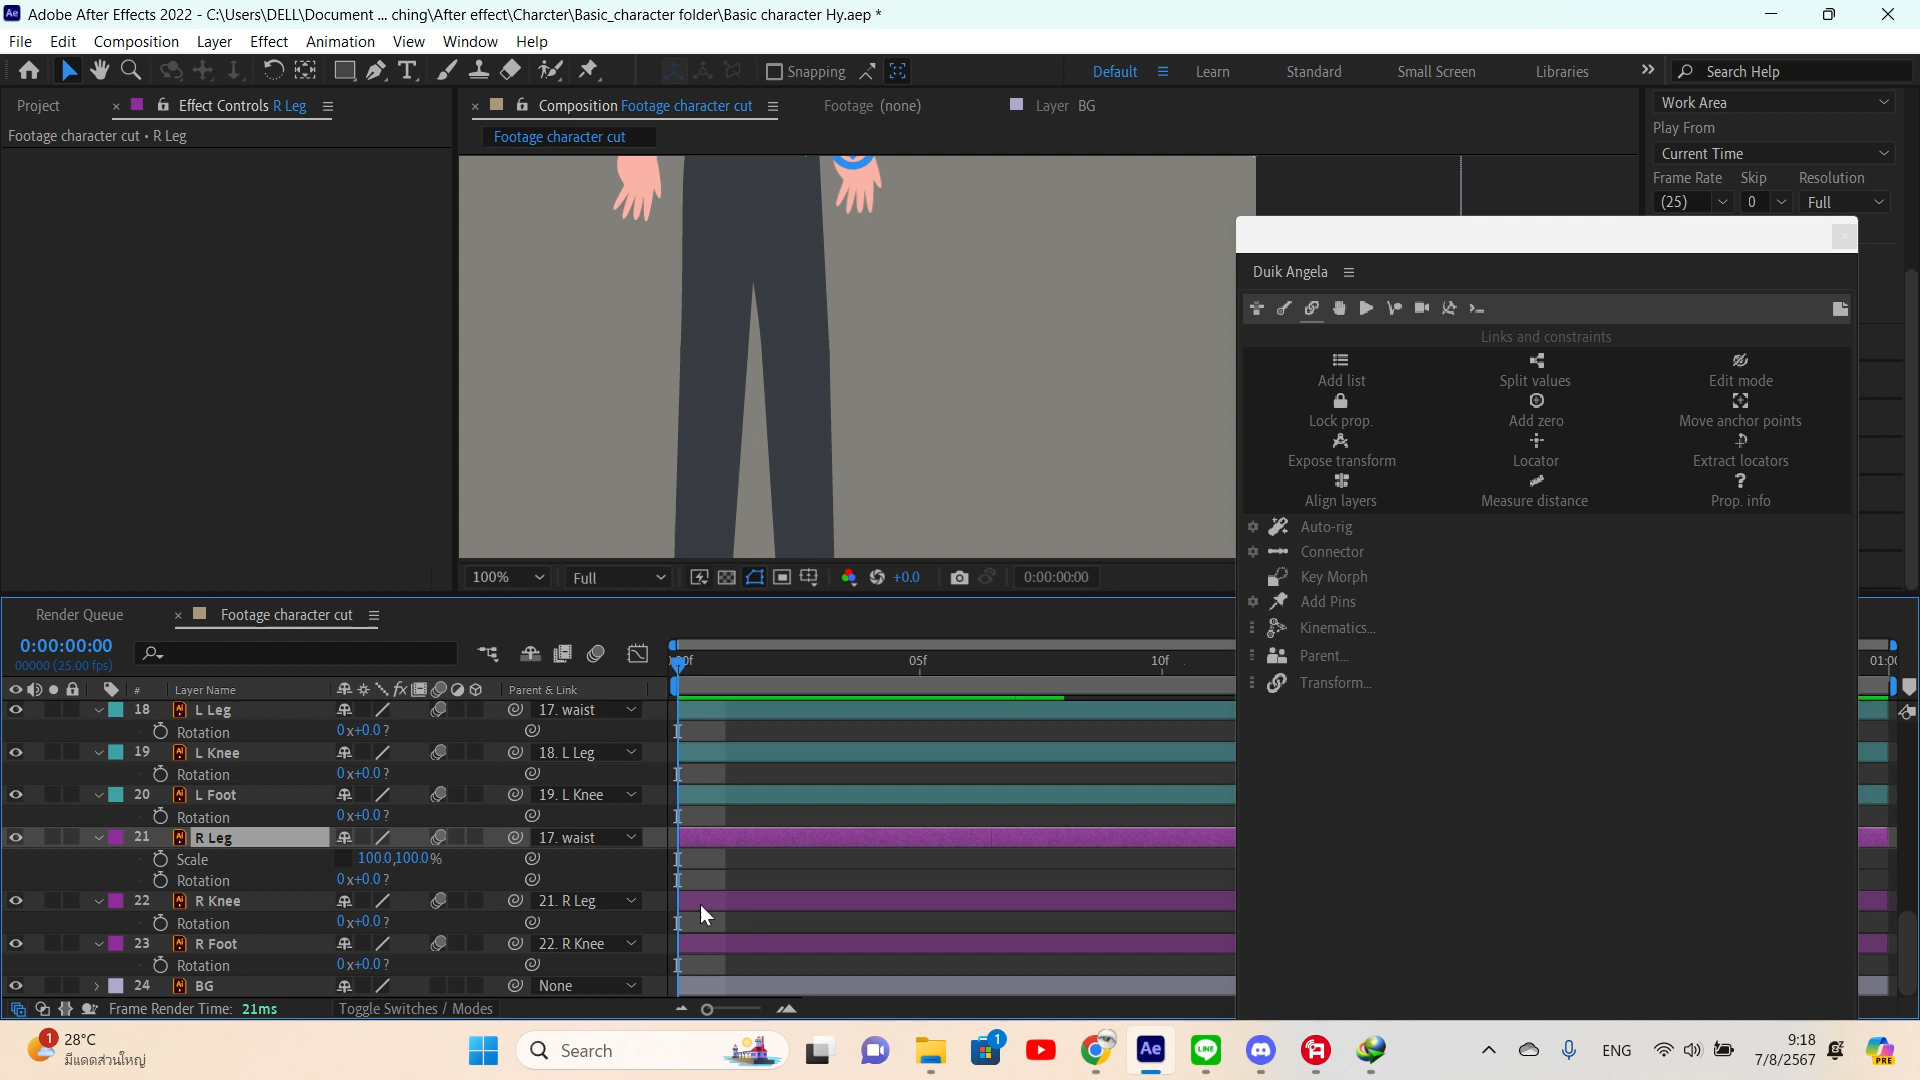 Adobe After Effects 2022 - C:\Users\DELL\Document ... ching\After effect\Charcter\Basic_character folder\Basic character Hy.aep *
File Edit Composition Layer Effect Animation View Window Help
Snapping Default Learn Standard Small Screen Libraries Search Help
Project Effect Controls R Leg
Footage character cut • R Leg
Composition Footage character cut Footage (none) Layer BG
Footage character cut
Work Area
Play From
Current Time
Frame Rate Skip Resolution
(25) 0 Full
Duik Angela
Links and constraints
Add list Split values Edit mode
Lock prop. Add zero Move anchor points
Expose transform Locator Extract locators
Align layers Measure distance Prop. info
Auto-rig
Connector
Key Morph
Add Pins
Kinematics...
Parent...
Transform...
100% Full +0.0 0:00:00:00
Render Queue Footage character cut
0:00:00:00
00000 (25.00 fps)
05f 10f 01:0
# Layer Name fx Parent & Link
18 L Leg 17. waist
Rotation 0x+0.0?
19 L Knee 18. L Leg
Rotation 0x+0.0?
20 L Foot 19. L Knee
Rotation 0x+0.0?
21 R Leg 17. waist
Scale 100.0,100.0%
Rotation 0x+0.0?
22 R Knee 21. R Leg
Rotation 0x+0.0?
23 R Foot 22. R Knee
Rotation 0x+0.0?
24 BG None
Frame Render Time: 21ms Toggle Switches / Modes
1 28°C
มีแดดส่วนใหญ่
Search
1
Ae
LINE
ENG
9:18
7/8/2567
PRE